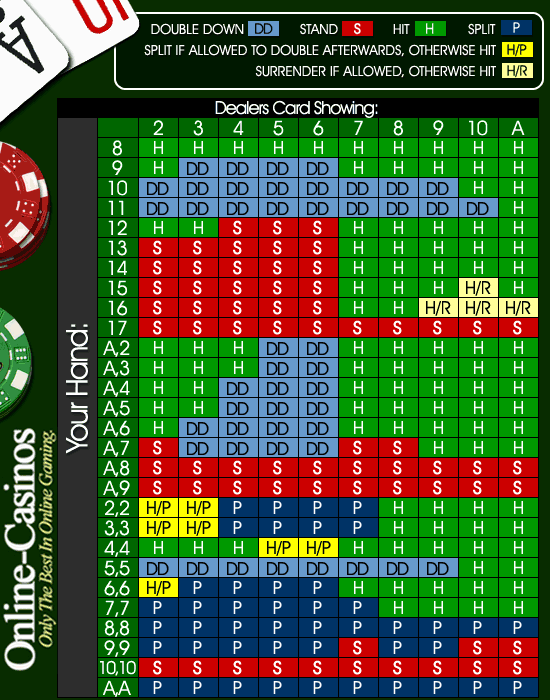 DOUBLE DOWN DD STAND S HIT H SPLIT P
SPLIT IF ALLOWED TO DOUBLE AFTERWARDS, OTHERWISE HIT H/P
SURRENDER IF ALLOWED, OTHERWISE HIT H/R
Dealers Card Showing:
2 3 4 5 6 7 8 9 10 A
8 H H H H H H H H H H
9 H DD DD DD DD H H H H H
10 DD DD DD DD DD DD DD DD H H
11 DD DD DD DD DD DD DD DD DD H
12 H H S S S H H H H H
13 S S S S S H H H H H
14 S S S S S H H H H H
15 S S S S S H H H H/R H
16 S S S S S H H H/R H/R H/R
17 S S S S S S S S S S
A,2 H H H DD DD H H H H H
A,3 H H H DD DD H H H H H
A,4 H H DD DD DD H H H H H
A,5 H H DD DD DD H H H H H
A,6 H DD DD DD DD H H H H H
A,7 S DD DD DD DD S S H H H
A,8 S S S S S S S S S S
A,9 S S S S S S S S S S
2,2 H/P H/P P P P P H H H H
3,3 H/P H/P P P P P H H H H
4,4 H H H H/P H/P H H H H H
5,5 DD DD DD DD DD DD DD DD H H
6,6 H/P P P P P H H H H H
7,7 P P P P P P H H H H
8,8 P P P P P P P P P P
9,9 P P P P P S P P S S
10,10 S S S S S S S S S S
A,A P P P P P P P P P P
Your Hand:
Online-Casinos
Only The Best In Online Gaming.
A